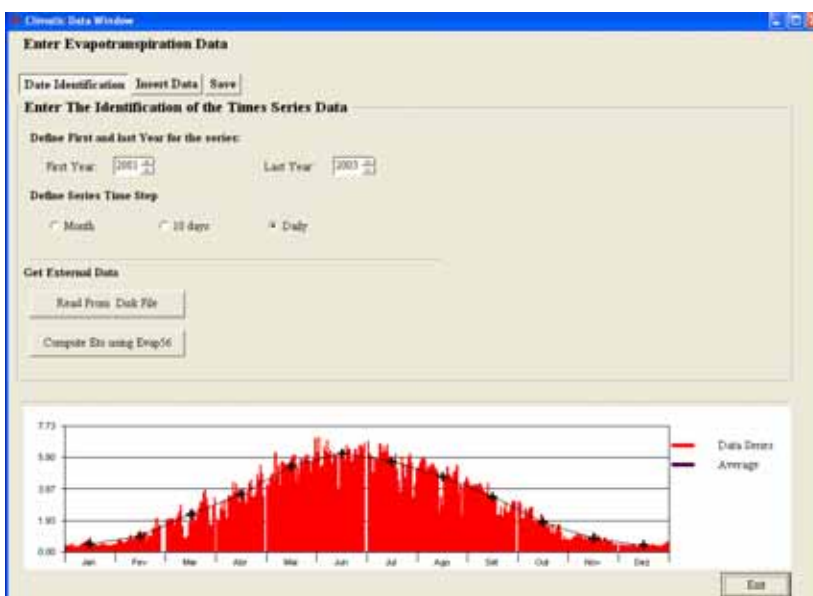 Climatic Data Window
Enter Evapotranspiration Data
Date Identification Insert Data Save
Enter The Identification of the Times Series Data
Define First and last Year for the series:
First Year: 2001 Last Year: 2003
Define Series Time Step
Month 10 days Daily
Get External Data
Read From Disk File
Compute Eto using Evap56
7.73
5.80
3.87
1.93
0.00
Jan Fev Mar Abr Mai Jun Jul Ago Set Out Nov Dez
Data Series
Average
Exit